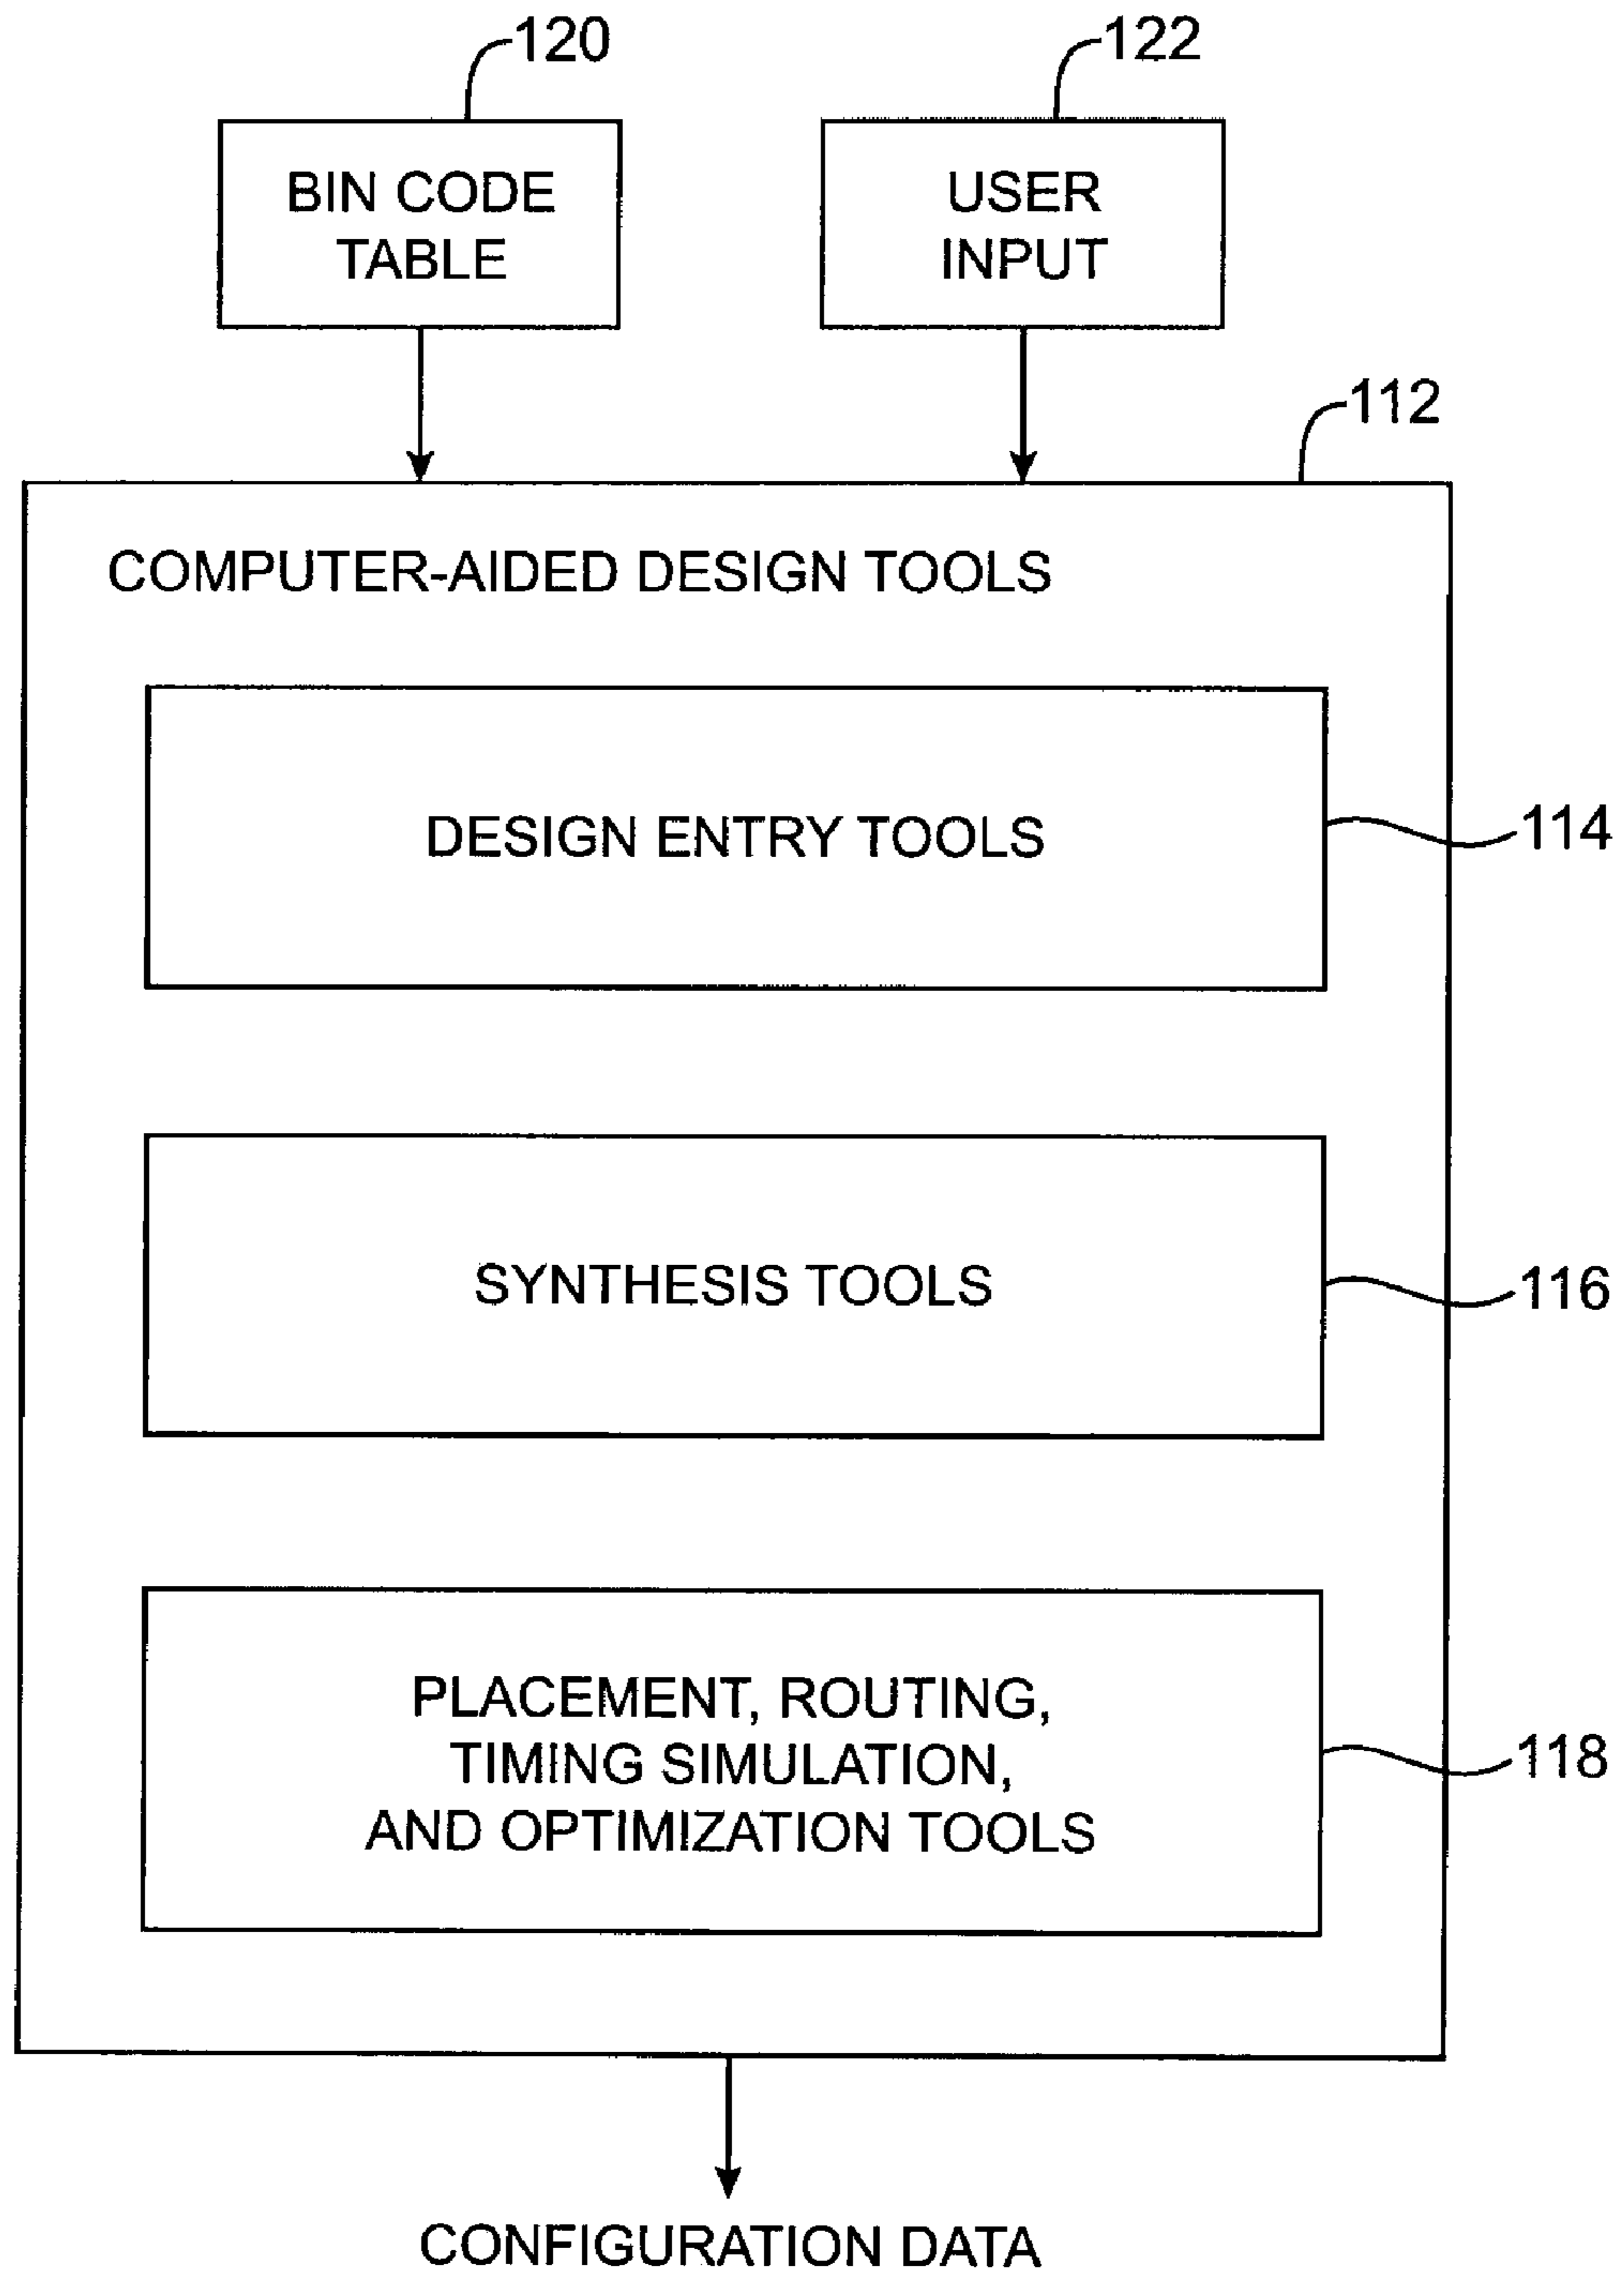 120
122
BIN CODE
TABLE
USER
INPUT
112
COMPUTER-AIDED DESIGN TOOLS
DESIGN ENTRY TOOLS
114
SYNTHESIS TOOLS
116
PLACEMENT, ROUTING,
TIMING SIMULATION,
AND OPTIMIZATION TOOLS
118
CONFIGURATION DATA